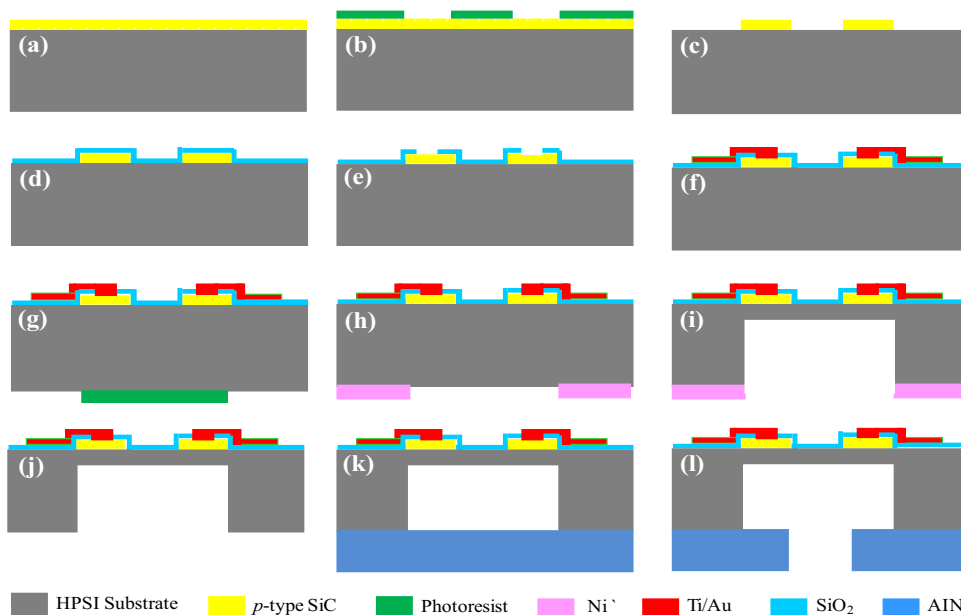 (a)
(b)
(c)
(d)
(e)
(f)
(g)
(h)
(i)
(j)
(k)
(l)
HPSI Substrate
p-type SiC
Photoresist
Ni`
Ti/Au
SiO₂
AlN